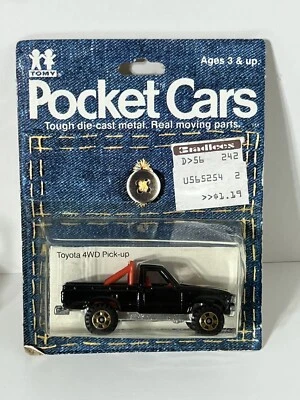 TOMY
Ages 3 & up.
Pocket Cars
Tough die-cast metal. Real moving parts.
D>56 242
U565254 2
>>$1.19
Toyota 4WD Pick-up